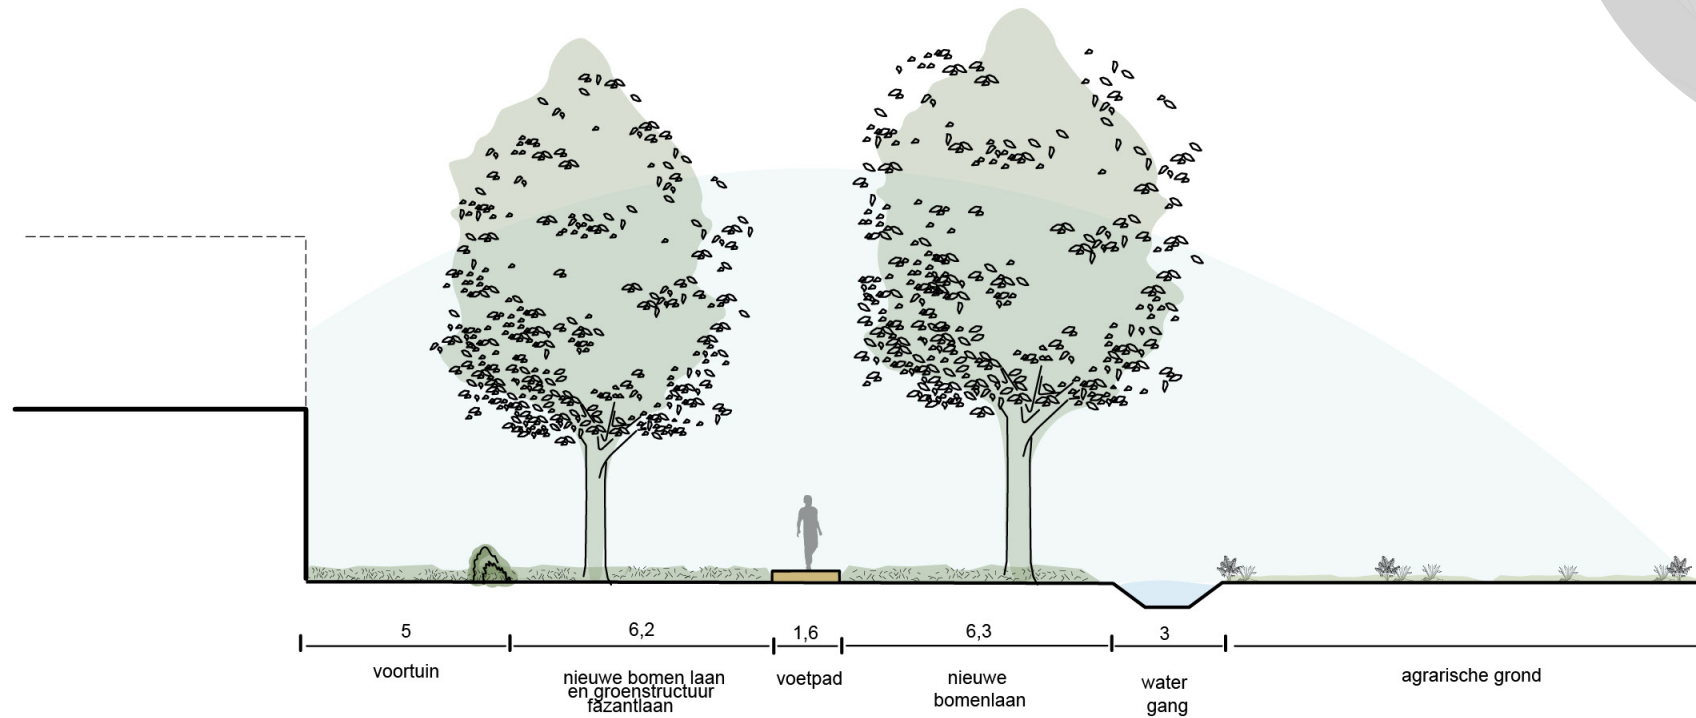 5
6,2
1,6
6,3
3
voortuin
nieuwe bomen laan
en groenstructuur
fazantlaan
voetpad
nieuwe
bomenlaan
water
gang
agrarische grond